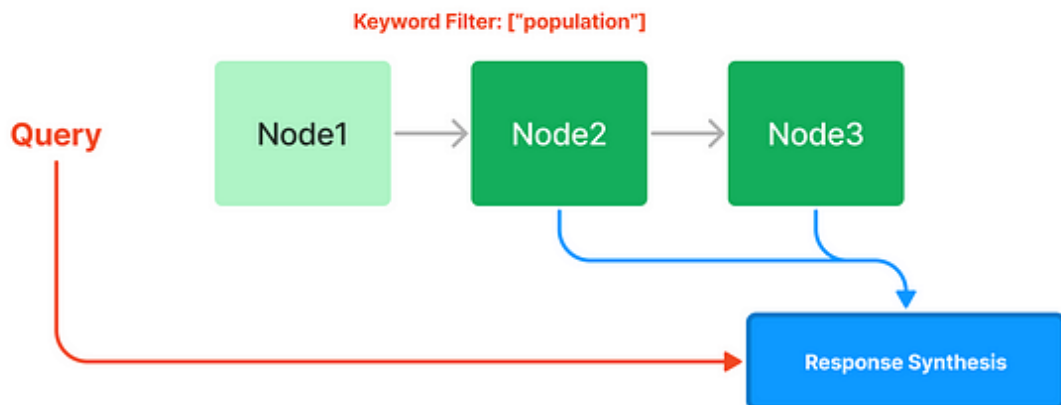 Keyword Filter: ["population"]
Query
Node1
Node2
Node3
Response Synthesis